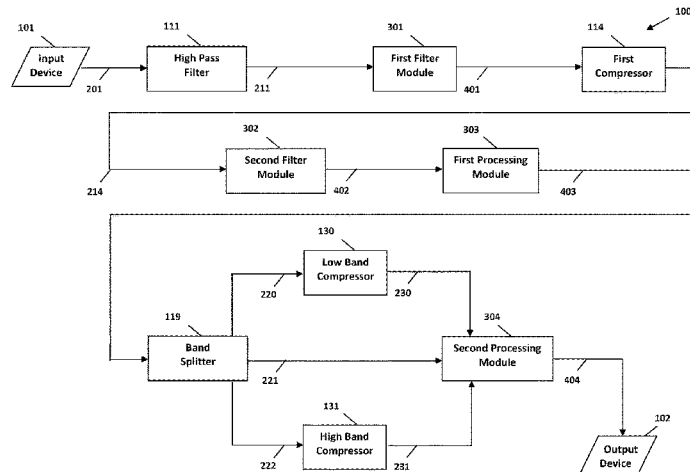 100
101
111
301
114
Input
Device
High Pass
Filter
First Filter
Module
First
Compressor
201
211
401
302
303
Second Filter
Module
First Processing
Module
214
402
403
130
Low Band
Compressor
220
230
119
304
Band
Splitter
Second Processing
Module
221
404
131
102
High Band
Compressor
222
231
Output
Device